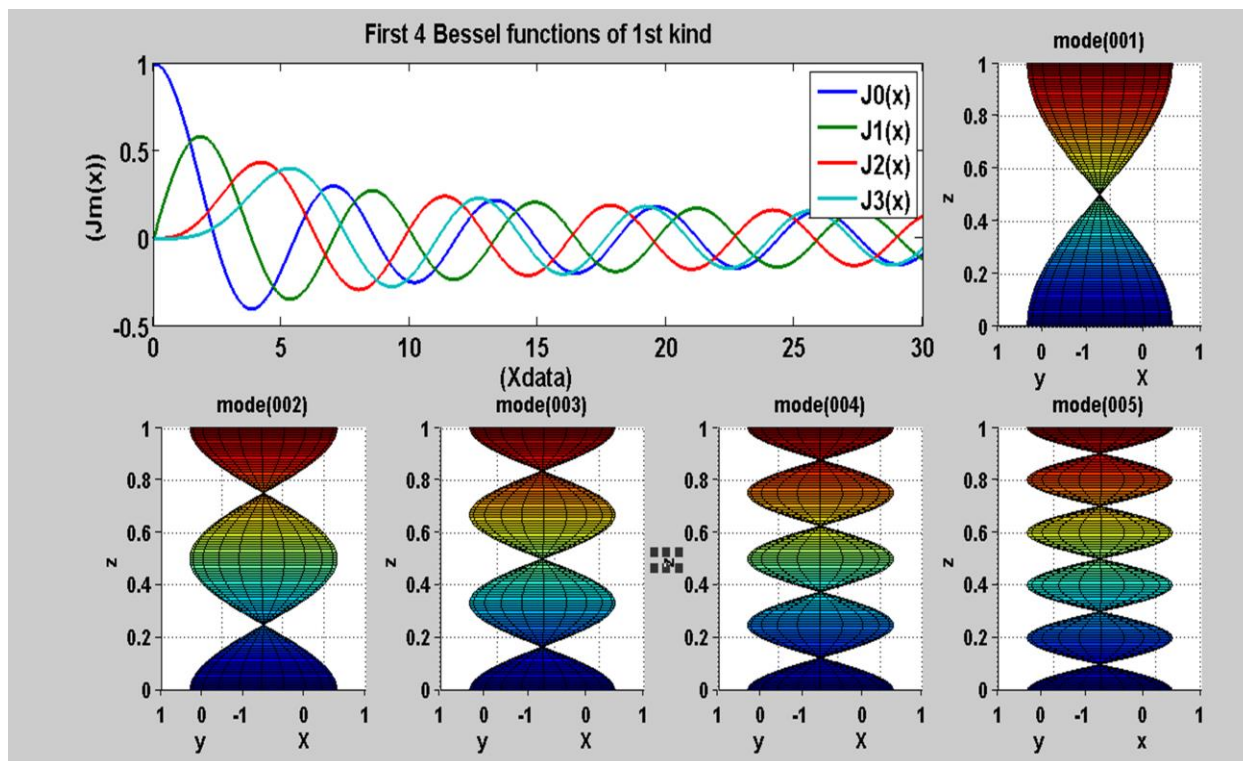 First 4 Bessel functions of 1st kind
(Jm(x))
1
0.5
0
-0.5
J0(x)
J1(x)
J2(x)
J3(x)
0 5 10 15 20 25 30
(Xdata)
mode(001)
z
1
0.8
0.6
0.4
0.2
0
1 0 -1 0 1
y X
mode(002)
z
1
0.8
0.6
0.4
0.2
0
1 0 -1 0 1
y X
mode(003)
z
1
0.8
0.6
0.4
0.2
0
1 0 -1 0 1
y X
mode(004)
z
1
0.8
0.6
0.4
0.2
0
1 0 -1 0 1
y X
mode(005)
z
1
0.8
0.6
0.4
0.2
0
1 0 -1 0 1
y x